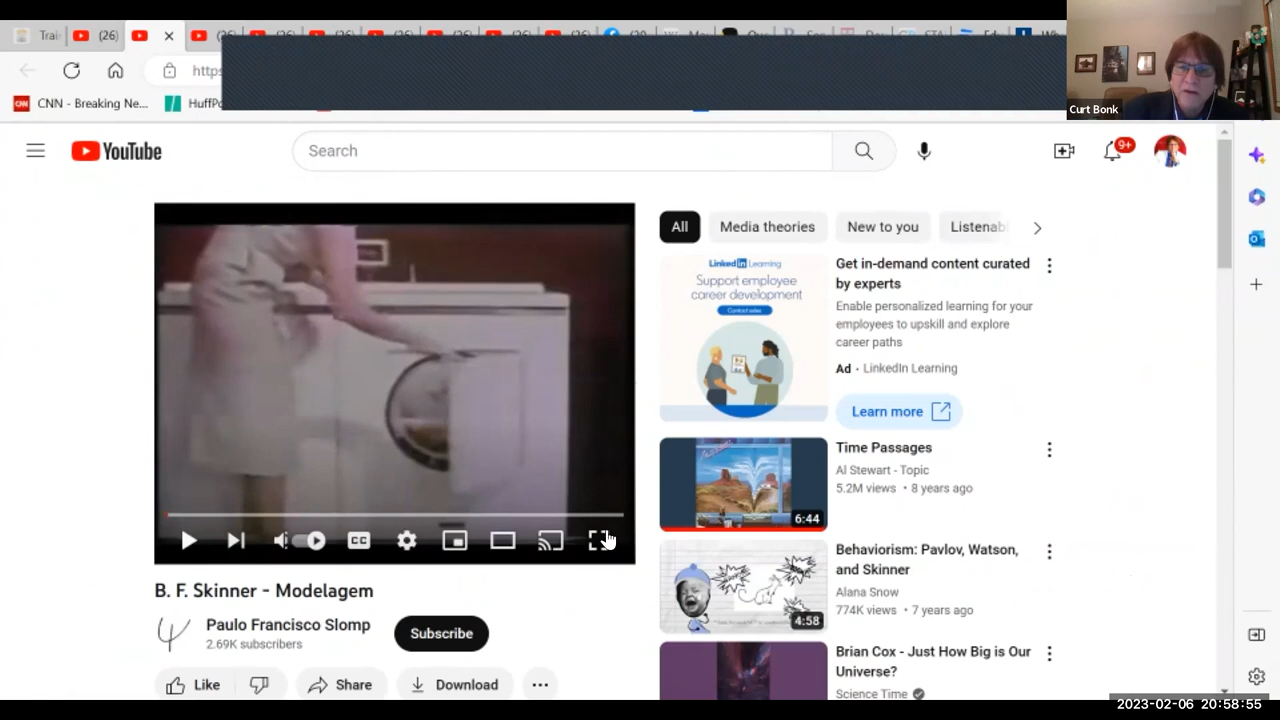 Trai
(26)
https
CNN - Breaking Ne...
HuffPo
Curt Bonk
YouTube
Search
9+
All
Media theories
New to you
Listenab
LinkedIn Learning
Support employee
career development
Contact sales
Get in-demand content curated
by experts
Enable personalized learning for your
employees to upskill and explore
career paths
Ad · LinkedIn Learning
Learn more
Time Passages
Al Stewart - Topic
5.2M views • 8 years ago
6:44
Behaviorism: Pavlov, Watson,
and Skinner
Alana Snow
774K views • 7 years ago
4:58
CC
B. F. Skinner - Modelagem
Paulo Francisco Slomp
2.69K subscribers
Subscribe
Brian Cox - Just How Big is Our
Universe?
Science Time
Like
Share
Download
2023-02-06 20:58:55